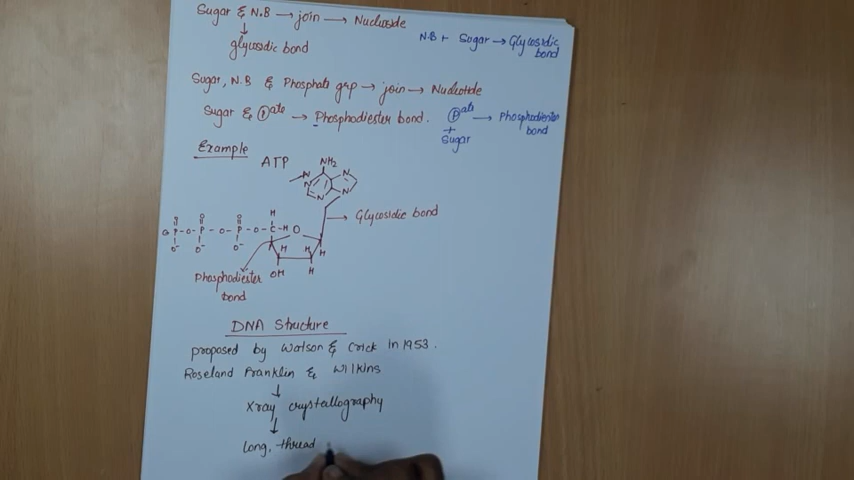 Sugar & N.B → join → Nucleoside
↓
glycosidic bond
N.B + Sugar → Glycosidic
bond
Sugar, N.B & Phosphate grp → join → Nucleotide
Sugar & Pate → Phosphodiester bond.
Pate → Phosphodiester
+ bond
Sugar
Example
ATP
NH2
N N
N N N
→ Glycosidic bond
H
O O O
O-P-O-P-O-P-O-C-H O
O- O- O-
H H H
OH H
Phosphodiester
bond
DNA Structure
proposed by Watson & Crick in 1953.
Roseland Franklin & Wilkins
↓
Xray crystallography
↓
long, thread